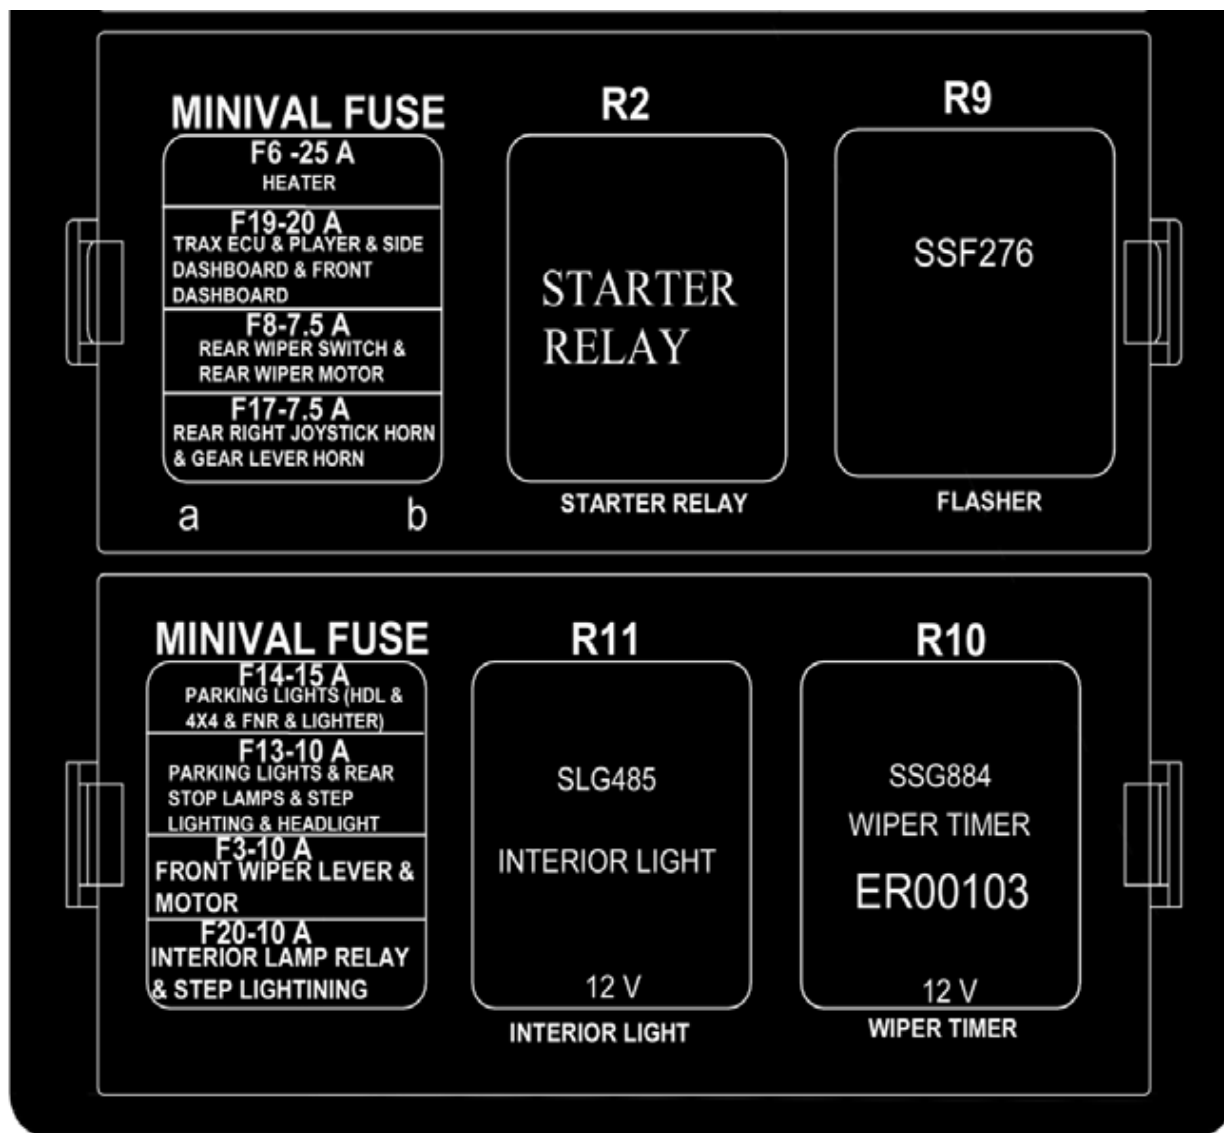 MINIVAL FUSE
F6 -25 A
HEATER
F19-20 A
TRAX ECU & PLAYER & SIDE
DASHBOARD & FRONT
DASHBOARD
F8-7.5 A
REAR WIPER SWITCH &
REAR WIPER MOTOR
F17-7.5 A
REAR RIGHT JOYSTICK HORN
& GEAR LEVER HORN
a
b
R2
STARTER
RELAY
STARTER RELAY
R9
SSF276
FLASHER
MINIVAL FUSE
F14-15 A
PARKING LIGHTS (HDL &
4X4 & FNR & LIGHTER)
F13-10 A
PARKING LIGHTS & REAR
STOP LAMPS & STEP
LIGHTING & HEADLIGHT
F3-10 A
FRONT WIPER LEVER &
MOTOR
F20-10 A
INTERIOR LAMP RELAY
& STEP LIGHTINING
R11
SLG485
INTERIOR LIGHT
12 V
INTERIOR LIGHT
R10
SSG884
WIPER TIMER
ER00103
12 V
WIPER TIMER